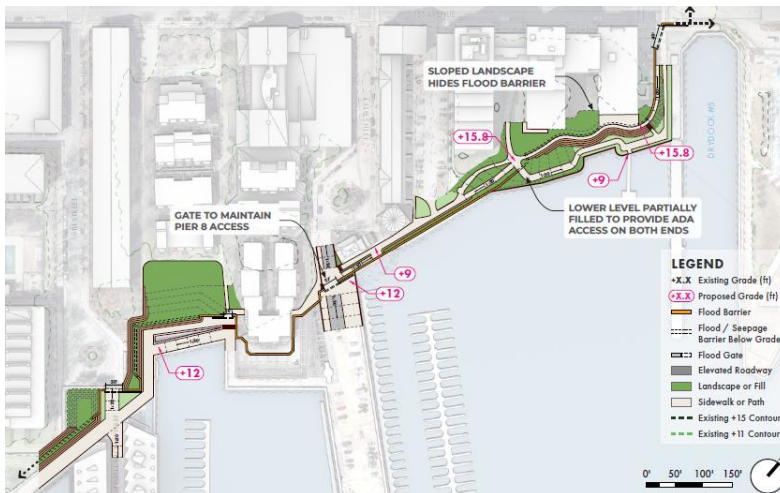 1ST AVENUE
SLOPED LANDSCAPE
HIDES FLOOD BARRIER
+15.8
+15.8
+9
DRYDOCK #5
LOWER LEVEL PARTIALLY
FILLED TO PROVIDE ADA
ACCESS ON BOTH ENDS
GATE TO MAINTAIN
PIER 8 ACCESS
+9
+12
+12
LEGEND
+X.X Existing Grade (ft)
+X.X Proposed Grade (ft)
Flood Barrier
Flood / Seepage
Barrier Below Grade
Flood Gate
Elevated Roadway
Landscape or Fill
Sidewalk or Path
Existing +15 Contour
Existing +11 Contour
0' 50' 100' 150'